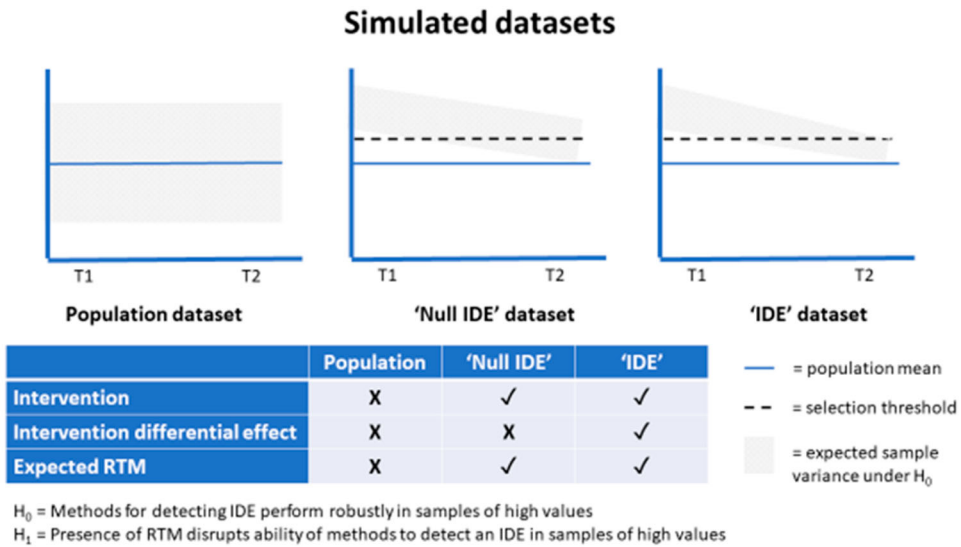 Simulated datasets
T1 T2 T1 T2 T1 T2
Population dataset 'Null IDE' dataset 'IDE' dataset
Population 'Null IDE' 'IDE'
Intervention X ✓ ✓
Intervention differential effect X X ✓
Expected RTM X ✓ ✓
= population mean
= selection threshold
= expected sample
variance under H₀
H₀ = Methods for detecting IDE perform robustly in samples of high values
H₁ = Presence of RTM disrupts ability of methods to detect an IDE in samples of high values